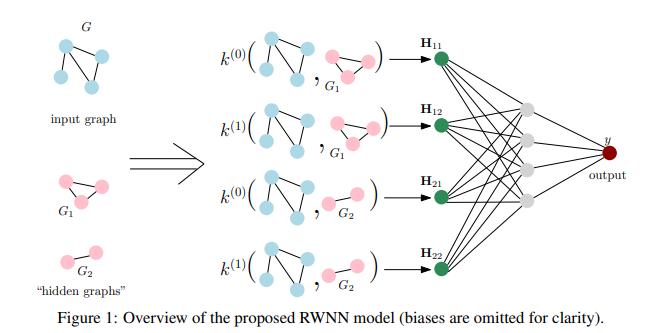 G
input graph
G₁
G₂
“hidden graphs”
k⁽⁰⁾( , G₁ )
k⁽¹⁾( , G₁ )
k⁽⁰⁾( , G₂ )
k⁽¹⁾( , G₂ )
H₁₁
H₁₂
H₂₁
H₂₂
y
output
Figure 1: Overview of the proposed RWNN model (biases are omitted for clarity).